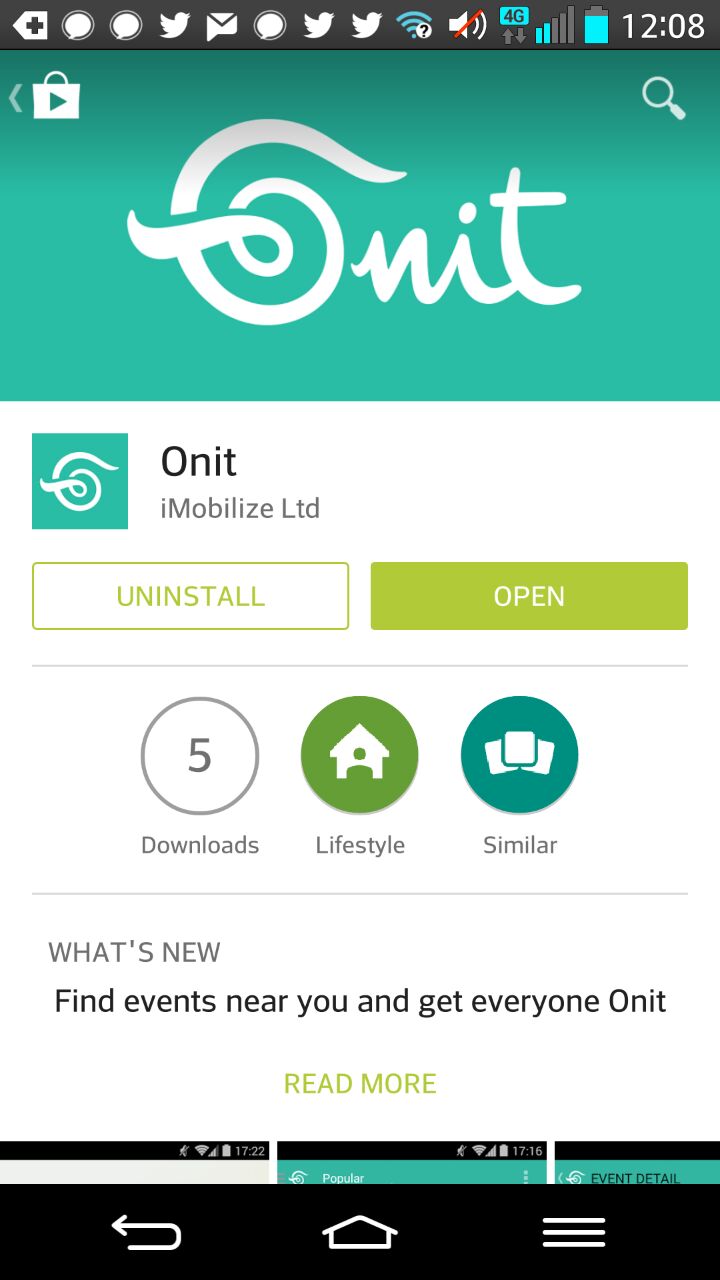 4G 12:08
Onit
Onit
iMobilize Ltd
UNINSTALL OPEN
5
Downloads Lifestyle Similar
WHAT'S NEW
Find events near you and get everyone Onit
READ MORE
17:22 17:16
Popular EVENT DETAIL